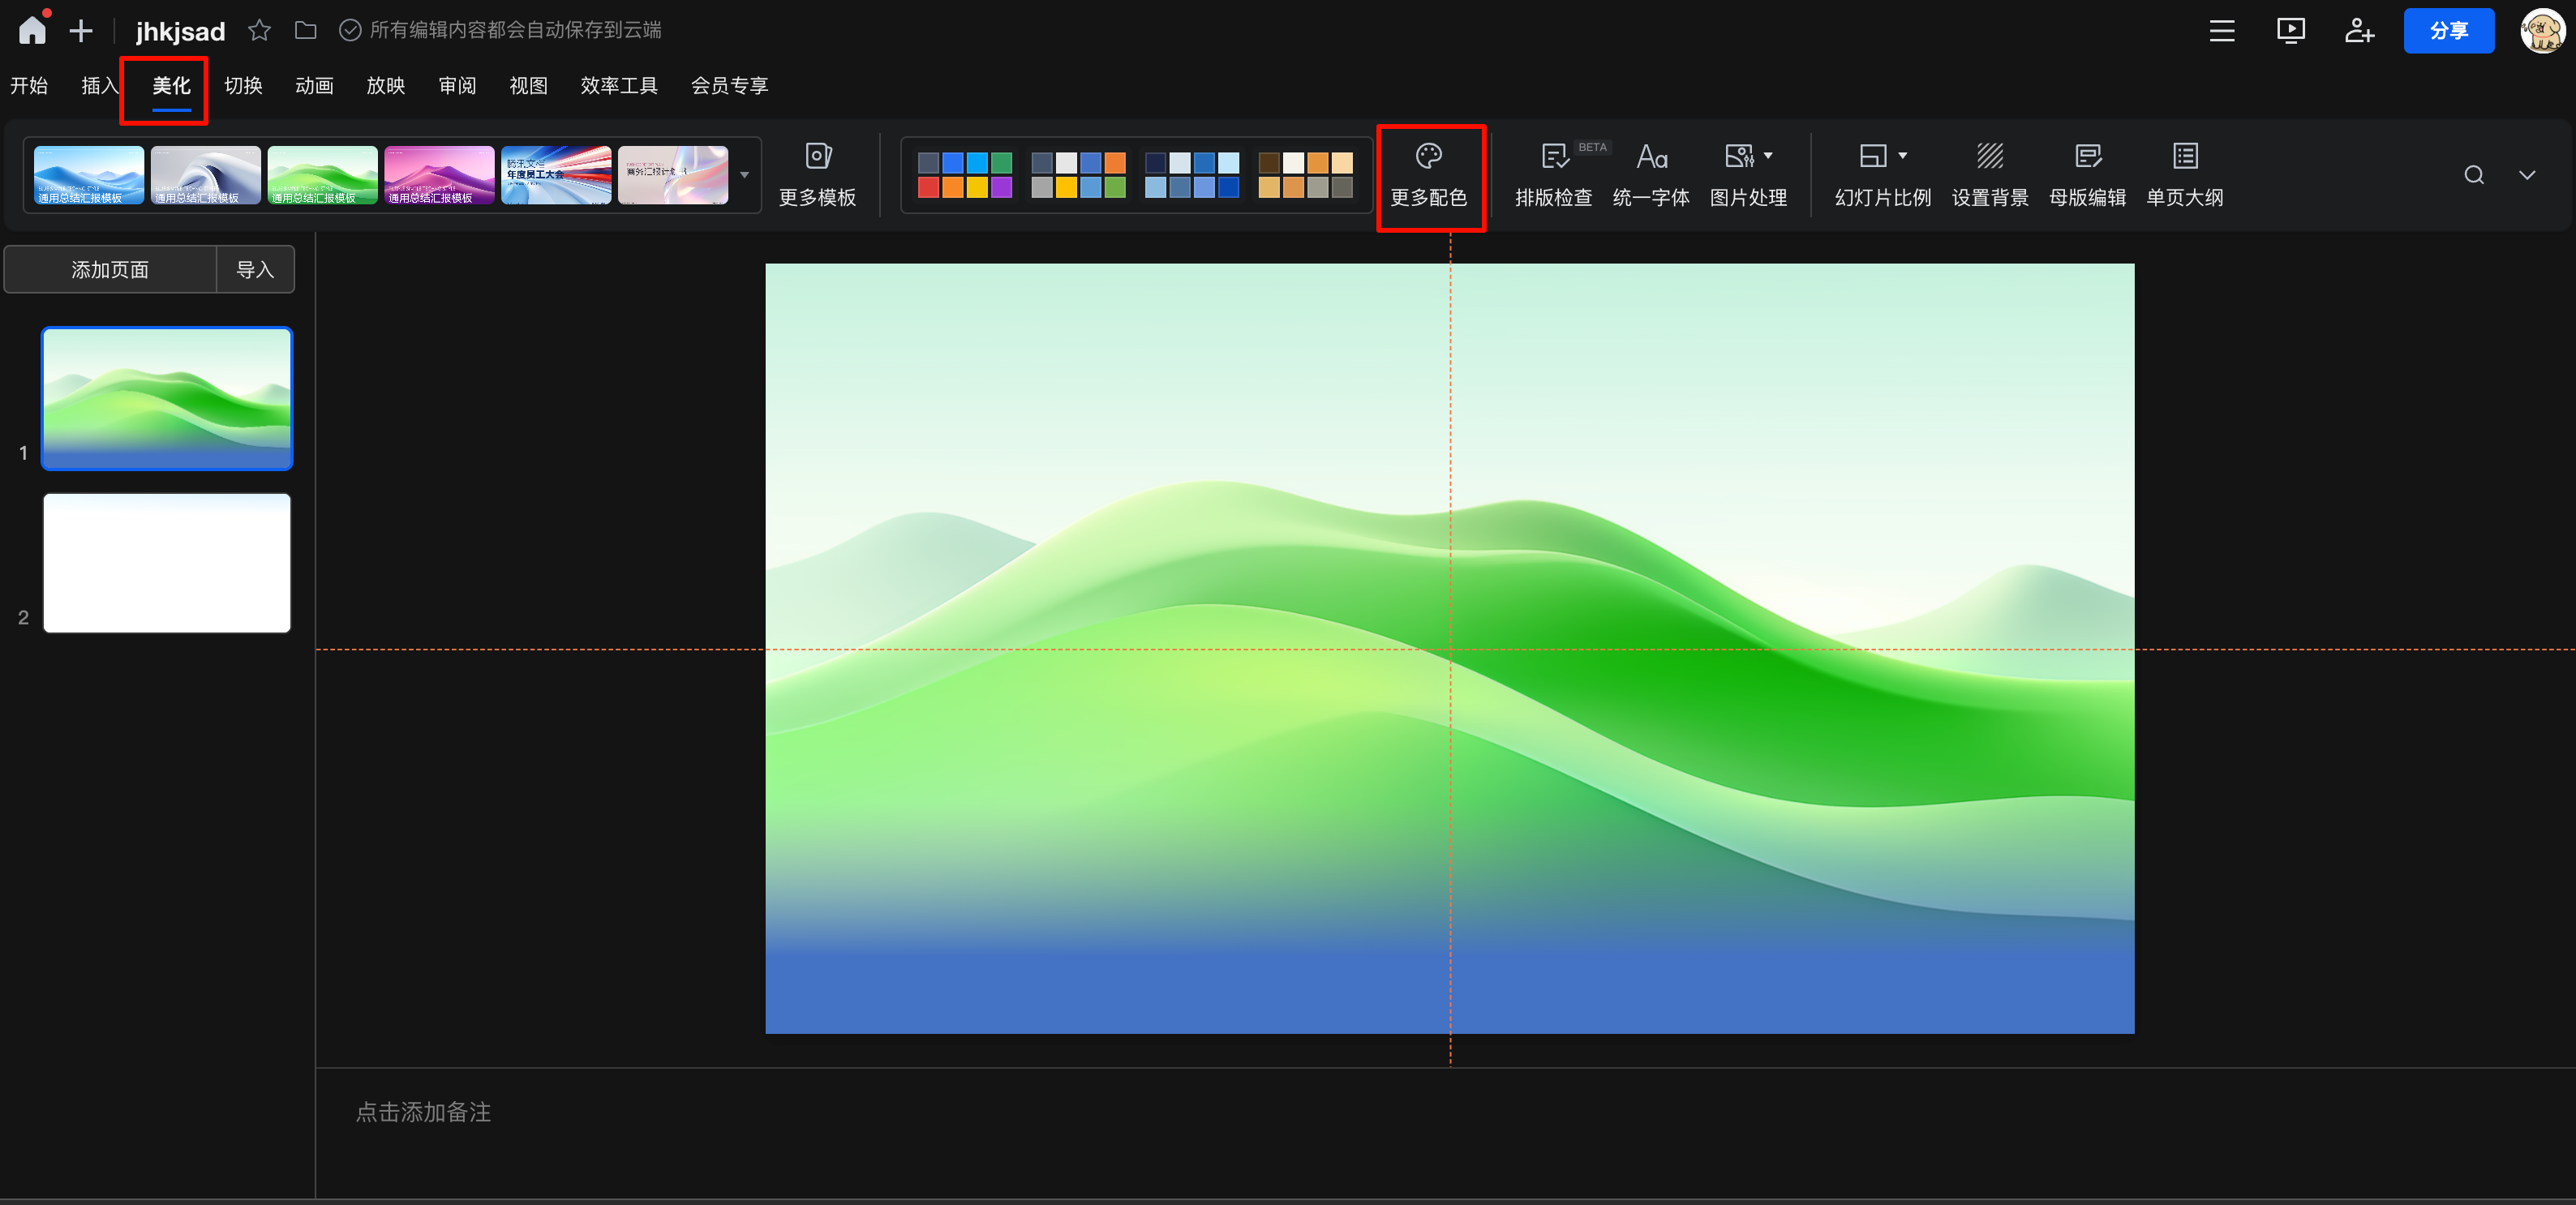 jhkjsad 所有编辑内容都会自动保存到云端 分享
开始 插入 美化 切换 动画 放映 审阅 视图 效率工具 会员专享
通用总结汇报模板 通用总结汇报模板 通用总结汇报模板 通用总结汇报模板
腾讯文档
年度员工大会
更多模板 更多配色 排版检查 BETA 统一字体 图片处理 幻灯片比例 设置背景 母版编辑 单页大纲
添加页面 导入
1
2
点击添加备注